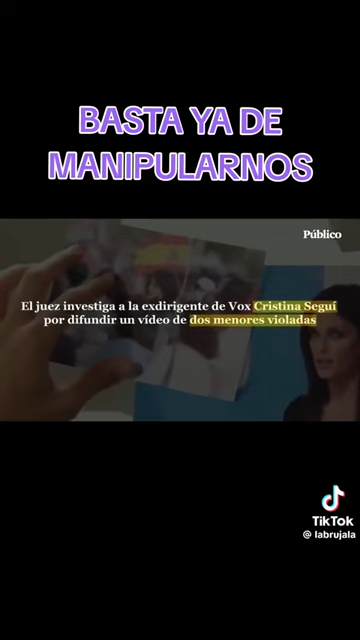 BASTA YA DE
MANIPULARNOS
Público
El juez investiga a la exdirigente de Vox Cristina Seguí
por difundir un vídeo de dos menores violadas
TikTok
@ labrujala